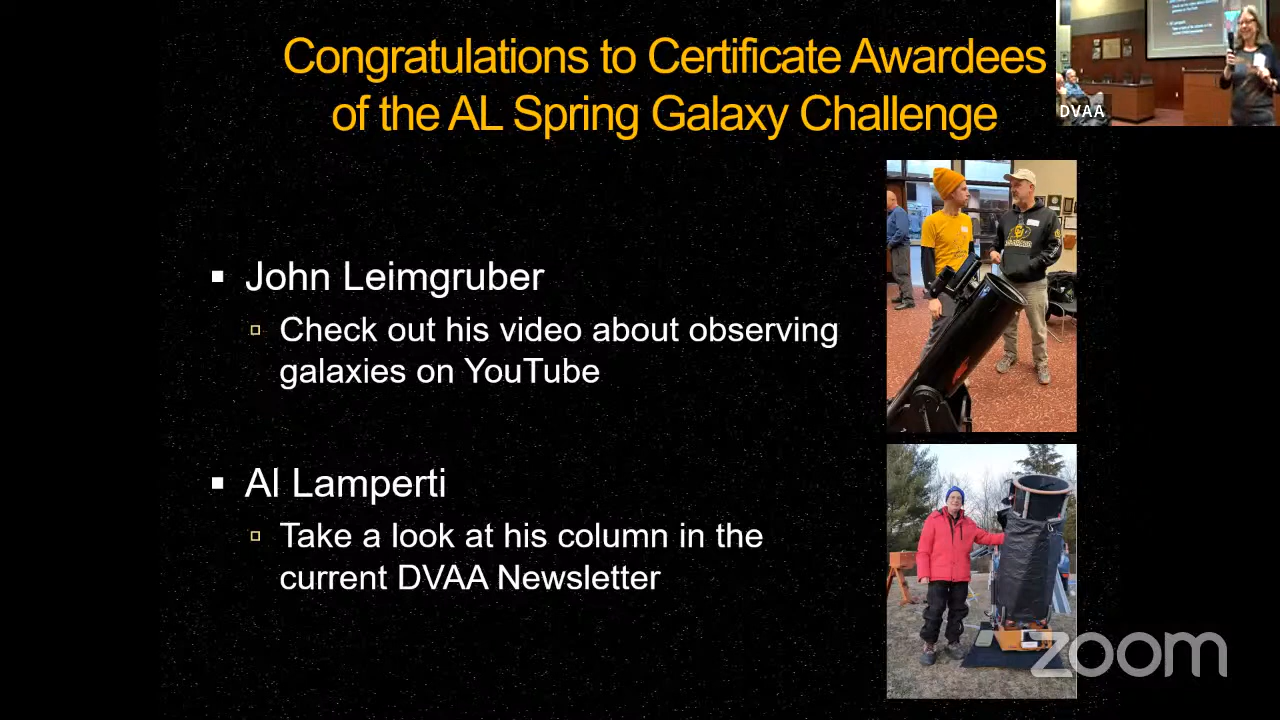 Congratulations to Certificate Awardees
of the AL Spring Galaxy Challenge
DVAA
▪ John Leimgruber
▫ Check out his video about observing
galaxies on YouTube
▪ Al Lamperti
▫ Take a look at his column in the
current DVAA Newsletter
zoom